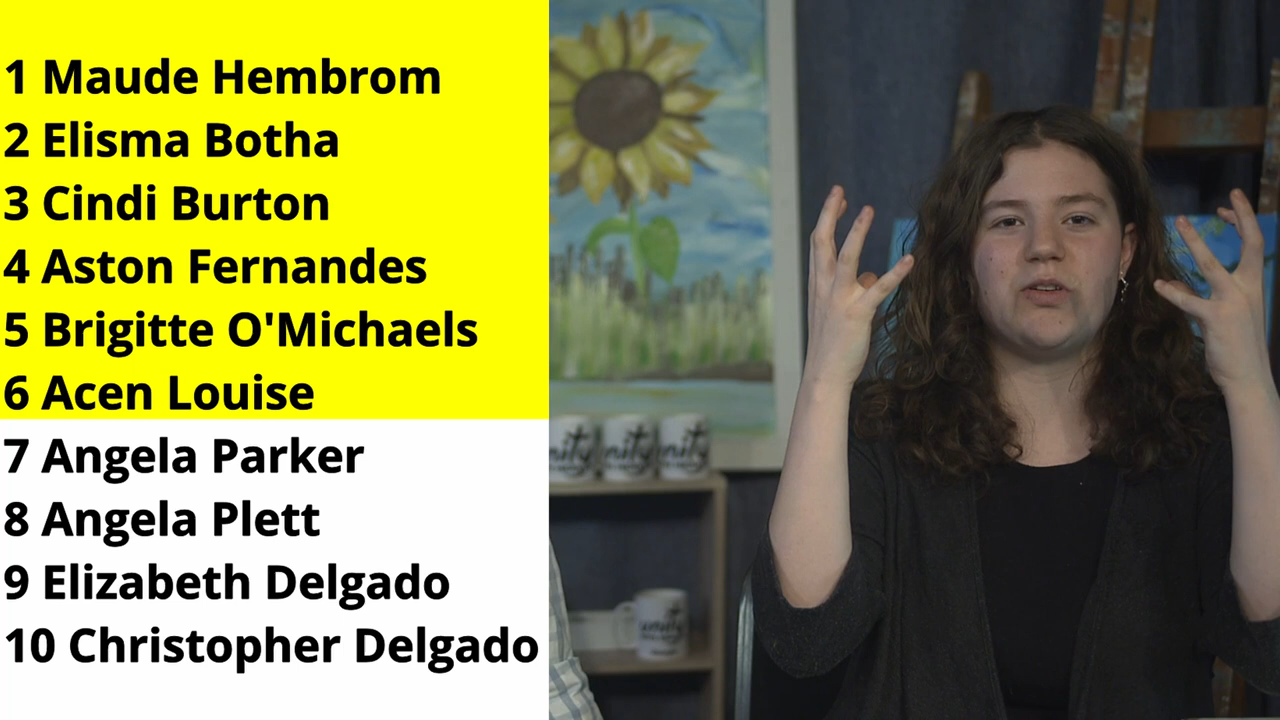 1 Maude Hembrom
2 Elisma Botha
3 Cindi Burton
4 Aston Fernandes
5 Brigitte O'Michaels
6 Acen Louise
7 Angela Parker
8 Angela Plett
9 Elizabeth Delgado
10 Christopher Delgado
unity